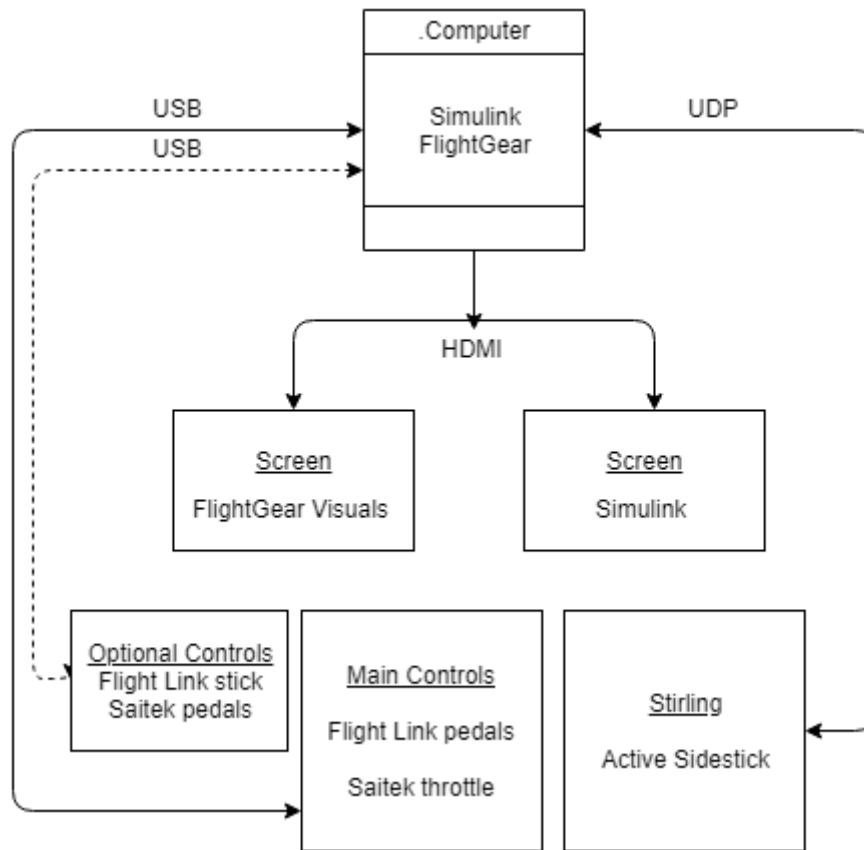 .Computer
Simulink
FlightGear
USB
USB
UDP
HDMI
Screen
FlightGear Visuals
Screen
Simulink
Optional Controls
Flight Link stick
Saitek pedals
Main Controls
Flight Link pedals
Saitek throttle
Stirling
Active Sidestick